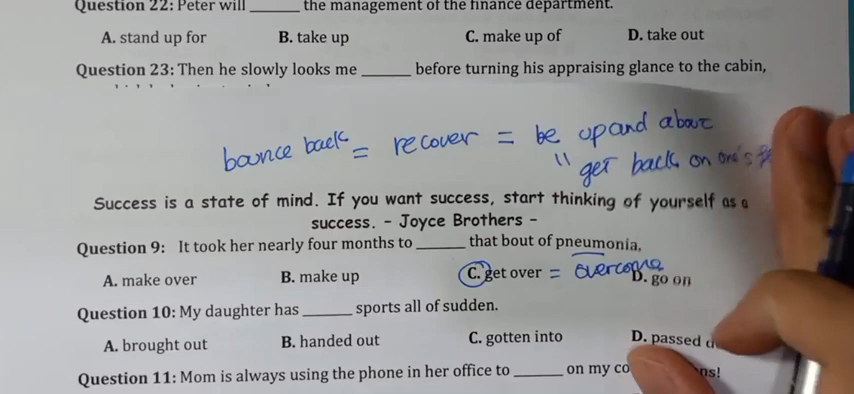 Question 22: Peter will ______ the management of the finance department.
A. stand up for B. take up C. make up of D. take out
Question 23: Then he slowly looks me ______ before turning his appraising glance to the cabin,
bounce back = recover = be up and about
" get back on one's
Success is a state of mind. If you want success, start thinking of yourself as a
success. - Joyce Brothers -
Question 9: It took her nearly four months to ______ that bout of pneumonia.
A. make over B. make up C. get over = overcome D. go on
Question 10: My daughter has ______ sports all of sudden.
A. brought out B. handed out C. gotten into D. passed
Question 11: Mom is always using the phone in her office to ______ on my